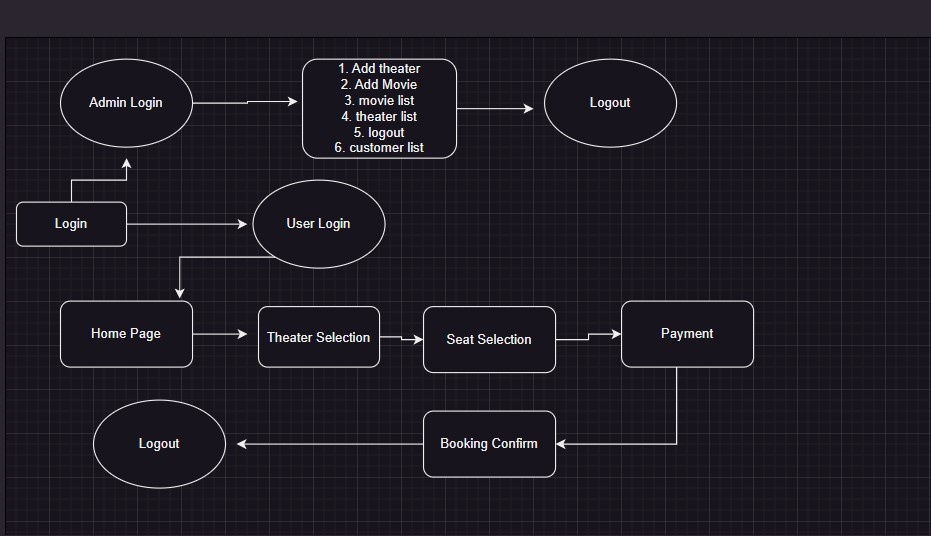 Admin Login
1. Add theater
2. Add Movie
3. movie list
4. theater list
5. logout
6. customer list
Logout
Login
User Login
Home Page
Theater Selection
Seat Selection
Payment
Logout
Booking Confirm